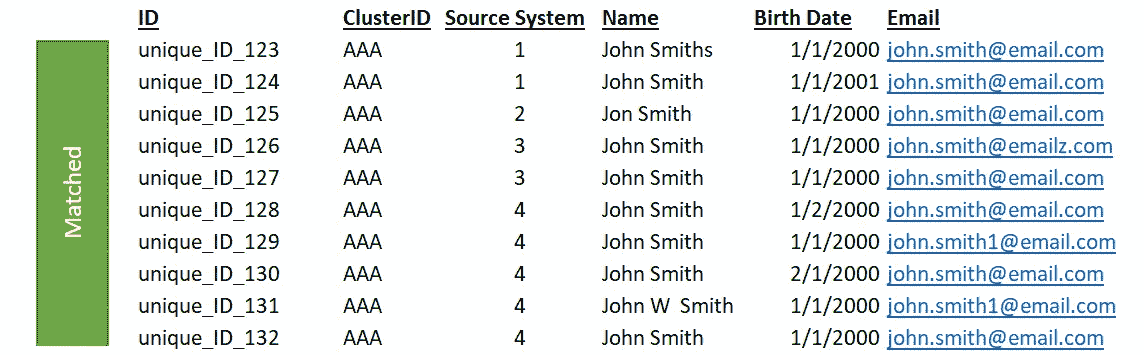 ID ClusterID Source System Name Birth Date Email
unique_ID_123 AAA 1 John Smiths 1/1/2000 john.smith@email.com
unique_ID_124 AAA 1 John Smith 1/1/2001 john.smith@email.com
unique_ID_125 AAA 2 Jon Smith 1/1/2000 john.smith@email.com
unique_ID_126 AAA 3 John Smith 1/1/2000 john.smith@emailz.com
unique_ID_127 AAA 3 John Smith 1/1/2000 john.smith@email.com
unique_ID_128 AAA 4 John Smith 1/2/2000 john.smith@email.com
unique_ID_129 AAA 4 John Smith 1/1/2000 john.smith1@email.com
unique_ID_130 AAA 4 John Smith 2/1/2000 john.smith@email.com
unique_ID_131 AAA 4 John W  Smith 1/1/2000 john.smith1@email.com
unique_ID_132 AAA 4 John Smith 1/1/2000 john.smith@email.com
Matched